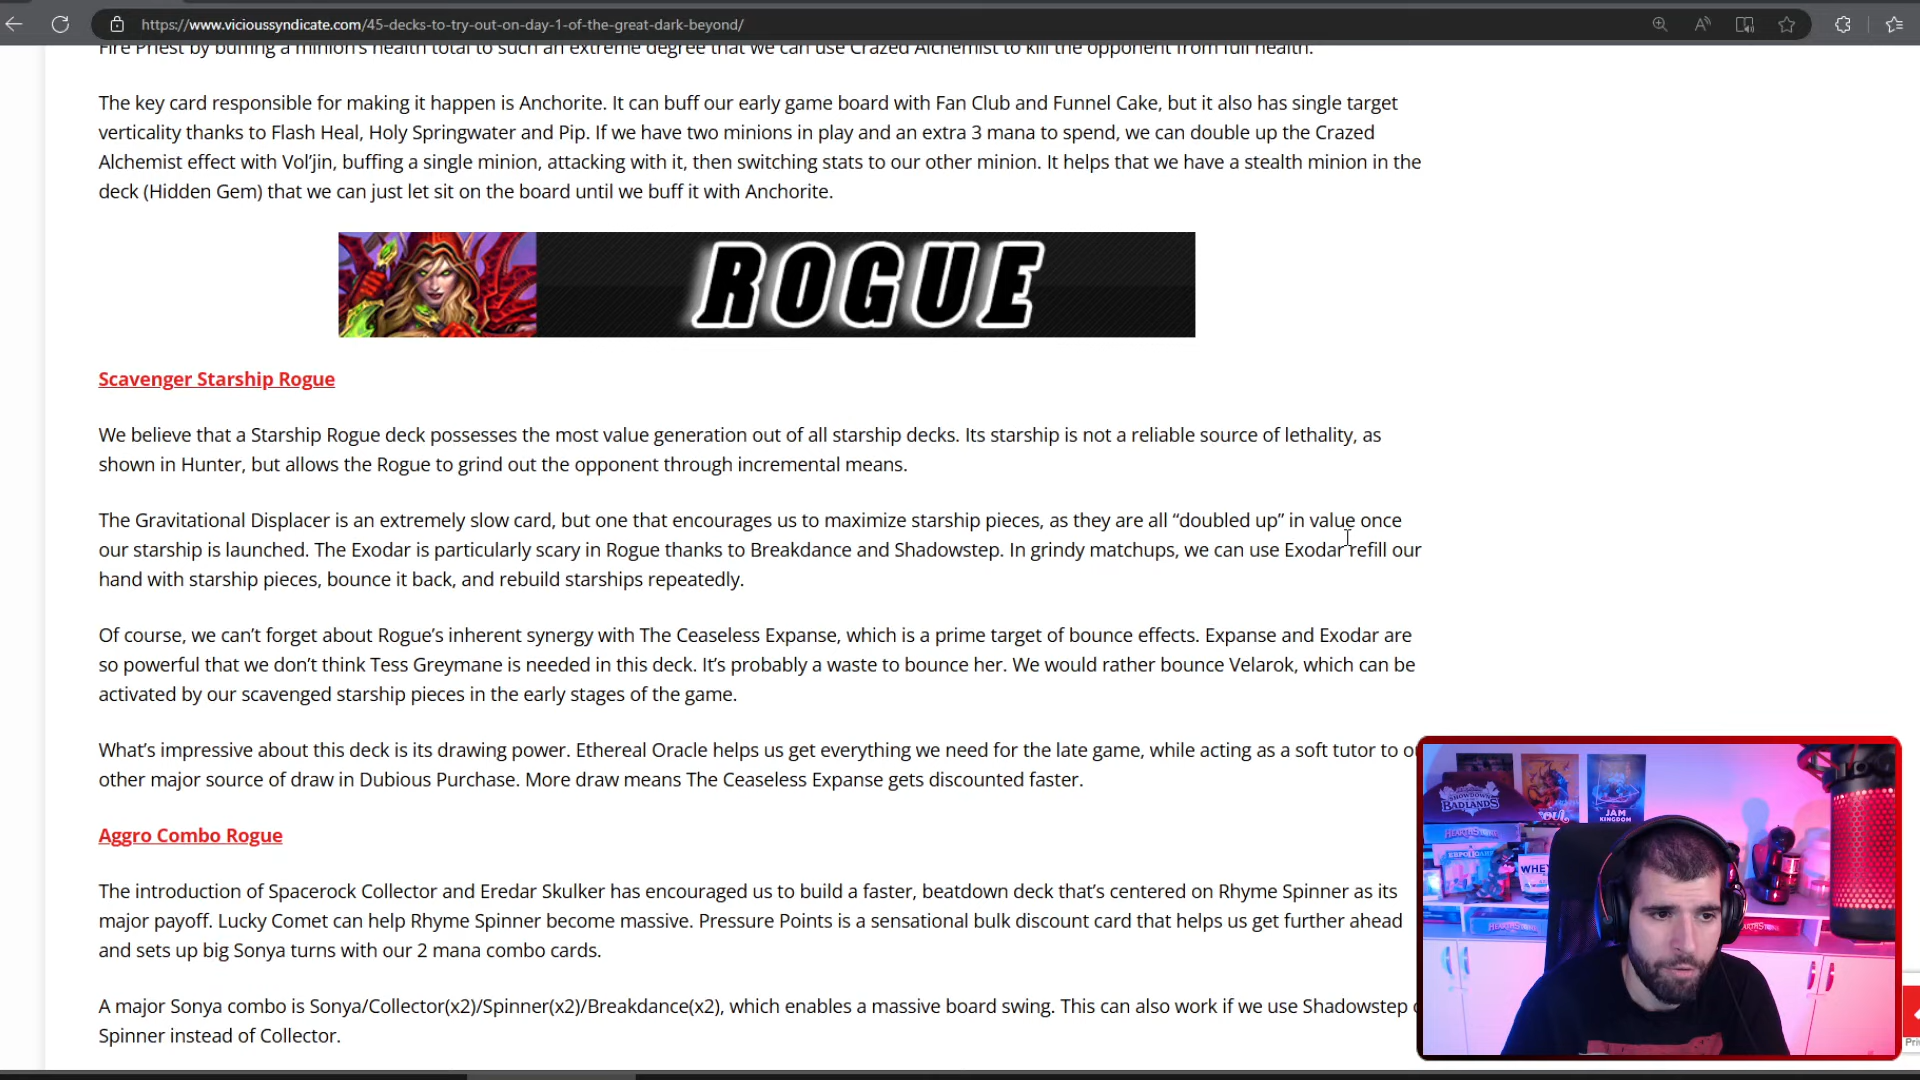 https://www.vicioussyndicate.com/45-decks-to-try-out-on-day-1-of-the-great-dark-beyond/
Fire Priest by buffing a minion's health total to such an extreme degree that we can use Crazed Alchemist to kill the opponent from full health.
The key card responsible for making it happen is Anchorite. It can buff our early game board with Fan Club and Funnel Cake, but it also has single target
verticality thanks to Flash Heal, Holy Springwater and Pip. If we have two minions in play and an extra 3 mana to spend, we can double up the Crazed
Alchemist effect with Vol’jin, buffing a single minion, attacking with it, then switching stats to our other minion. It helps that we have a stealth minion in the
deck (Hidden Gem) that we can just let sit on the board until we buff it with Anchorite.
ROGUE
Scavenger Starship Rogue
We believe that a Starship Rogue deck possesses the most value generation out of all starship decks. Its starship is not a reliable source of lethality, as
shown in Hunter, but allows the Rogue to grind out the opponent through incremental means.
The Gravitational Displacer is an extremely slow card, but one that encourages us to maximize starship pieces, as they are all “doubled up” in value once
our starship is launched. The Exodar is particularly scary in Rogue thanks to Breakdance and Shadowstep. In grindy matchups, we can use Exodar refill our
hand with starship pieces, bounce it back, and rebuild starships repeatedly.
Of course, we can’t forget about Rogue’s inherent synergy with The Ceaseless Expanse, which is a prime target of bounce effects. Expanse and Exodar are
so powerful that we don’t think Tess Greymane is needed in this deck. It’s probably a waste to bounce her. We would rather bounce Velarok, which can be
activated by our scavenged starship pieces in the early stages of the game.
What’s impressive about this deck is its drawing power. Ethereal Oracle helps us get everything we need for the late game, while acting as a soft tutor to
other major source of draw in Dubious Purchase. More draw means The Ceaseless Expanse gets discounted faster.
Aggro Combo Rogue
The introduction of Spacerock Collector and Eredar Skulker has encouraged us to build a faster, beatdown deck that’s centered on Rhyme Spinner as its
major payoff. Lucky Comet can help Rhyme Spinner become massive. Pressure Points is a sensational bulk discount card that helps us get further ahead
and sets up big Sonya turns with our 2 mana combo cards.
A major Sonya combo is Sonya/Collector(x2)/Spinner(x2)/Breakdance(x2), which enables a massive board swing. This can also work if we use Shadowstep
Spinner instead of Collector.
SHOWDOWN
BADLANDS
JAM
KINGDOM
WHEY